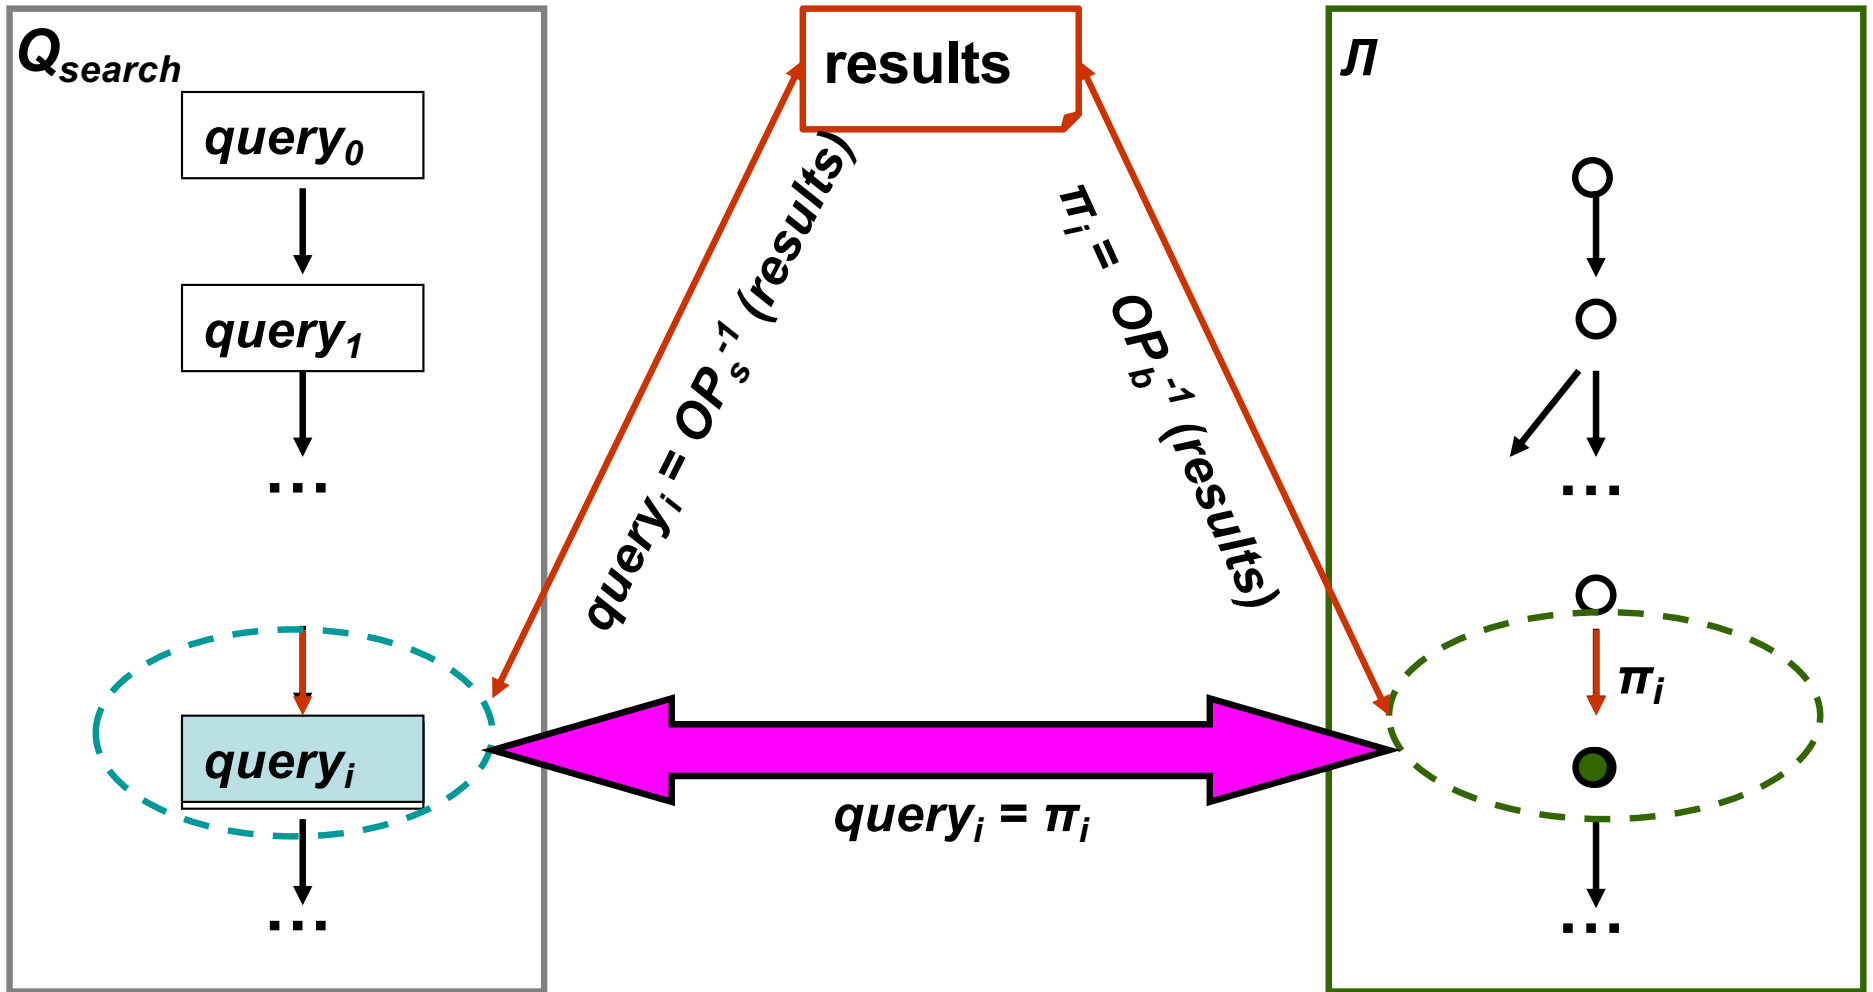 Q_search
query_0
query_1
...
query_i
...
results
query_i = OP_s^-1 (results)
π_i = OP_b^-1 (results)
query_i = π_i
Л
...
π_i
...